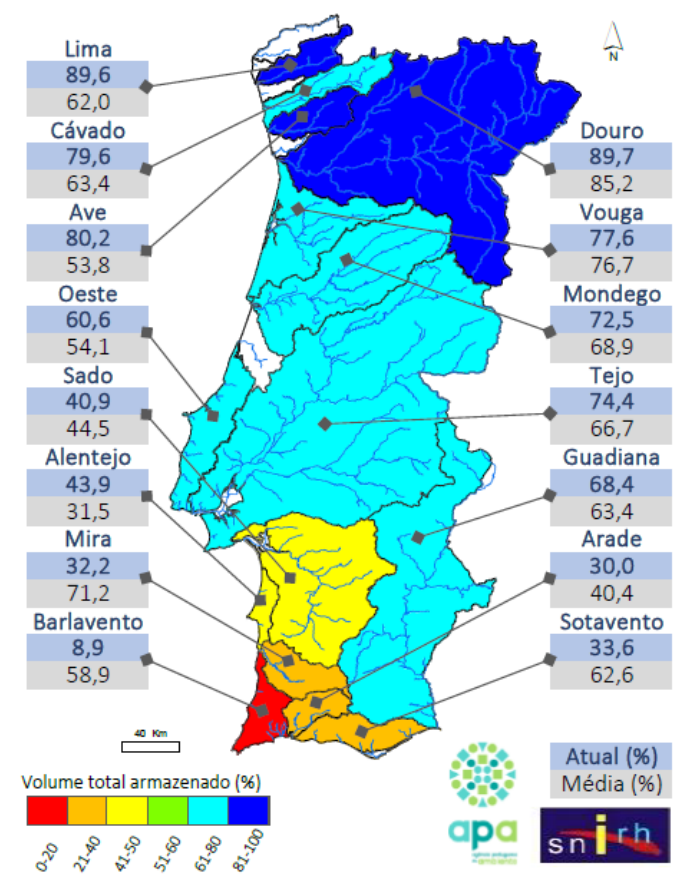 Lima
89,6
62,0
Cávado
79,6
63,4
Ave
80,2
53,8
Oeste
60,6
54,1
Sado
40,9
44,5
Alentejo
43,9
31,5
Mira
32,2
71,2
Barlavento
8,9
58,9
N
Douro
89,7
85,2
Vouga
77,6
76,7
Mondego
72,5
68,9
Tejo
74,4
66,7
Guadiana
68,4
63,4
Arade
30,0
40,4
Sotavento
33,6
62,6
40 Km
Volume total armazenado (%)
0-20
21-40
41-50
51-60
61-80
81-100
Atual (%)
Média (%)
apa
agência portuguesa
do ambiente
snirh